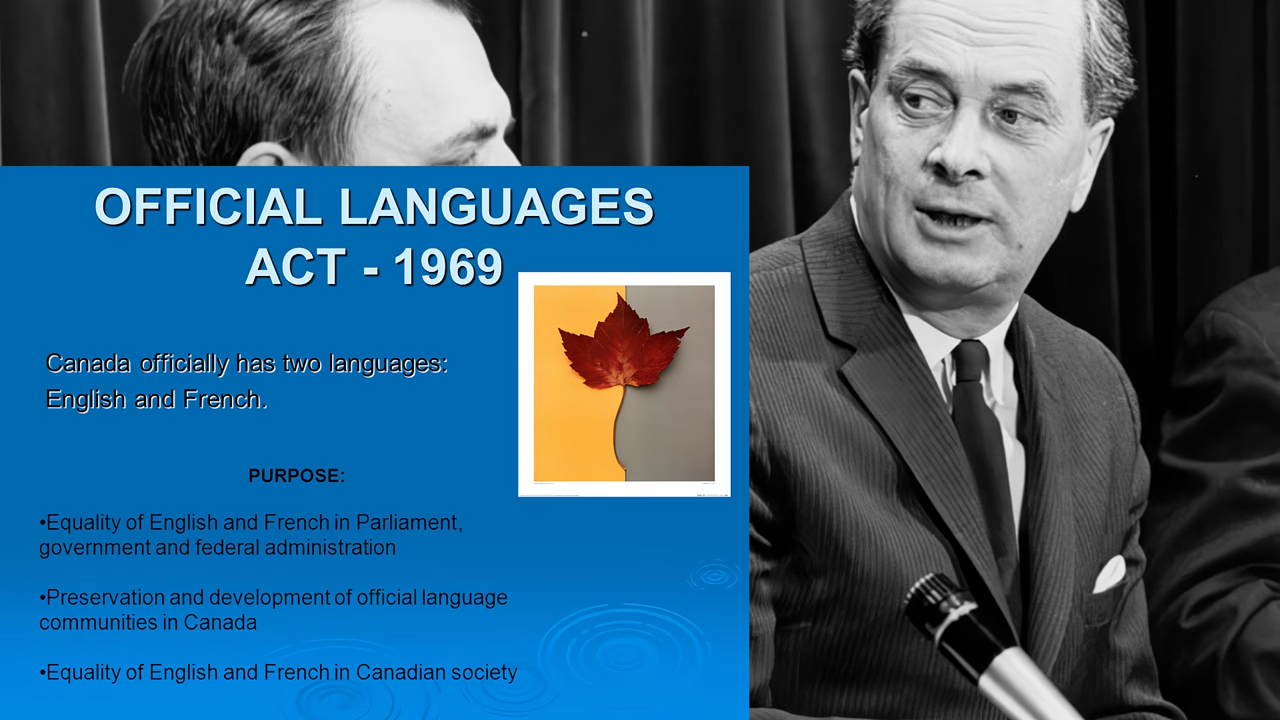 OFFICIAL LANGUAGES
ACT - 1969
Canada officially has two languages:
English and French.
PURPOSE:
•Equality of English and French in Parliament,
government and federal administration
•Preservation and development of official language
communities in Canada
•Equality of English and French in Canadian society